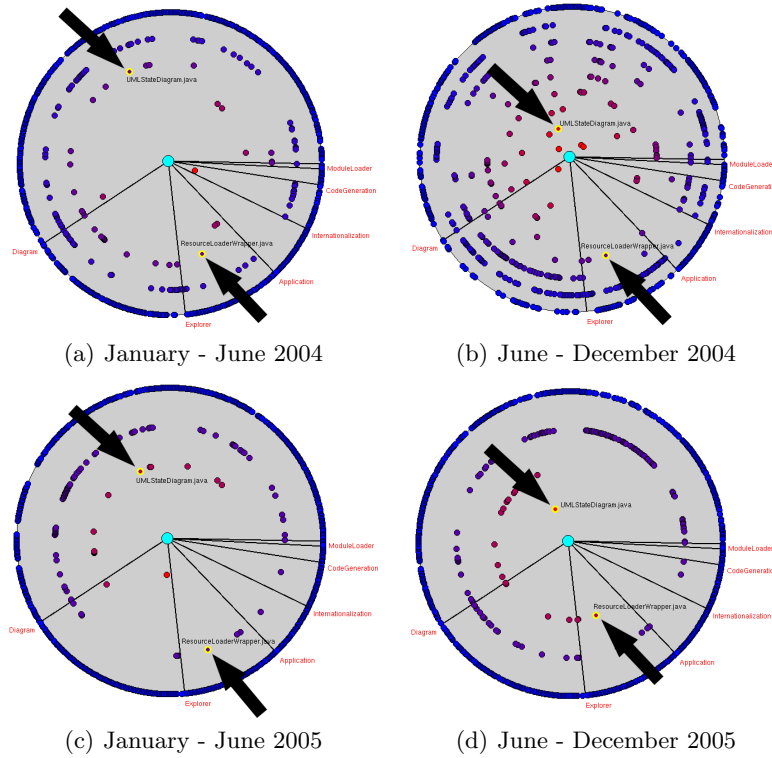 UMLStateDiagram.java
ModuleLoader
CodeGeneration
Internationalization
ResourceLoaderWrapper.java
Diagram
Application
Explorer
(a) January - June 2004
UMLStateDiagram.java
ModuleLoader
CodeGeneration
Internationalization
Diagram
ResourceLoaderWrapper.java
Application
Explorer
(b) June - December 2004
UMLStateDiagram.java
ModuleLoader
CodeGeneration
Internationalization
Diagram
ResourceLoaderWrapper.java
Application
Explorer
(c) January - June 2005
UMLStateDiagram.java
ModuleLoader
CodeGeneration
ResourceLoaderWrapper.java
Internationalization
Diagram
Application
Explorer
(d) June - December 2005